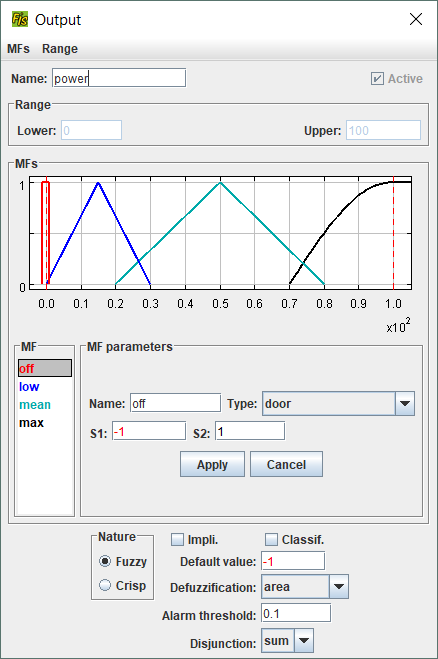 Fis Output
MFs Range
Name: power Active
Range
Lower: 0 Upper: 100
MFs
1
0
0.0 0.1 0.2 0.3 0.4 0.5 0.6 0.7 0.8 0.9 1.0
x10²
MF
off
low
mean
max
MF parameters
Name: off Type: door
S1: -1 S2: 1
Apply Cancel
Nature
Fuzzy
Crisp
Impli. Classif.
Default value: -1
Defuzzification: area
Alarm threshold: 0.1
Disjunction: sum